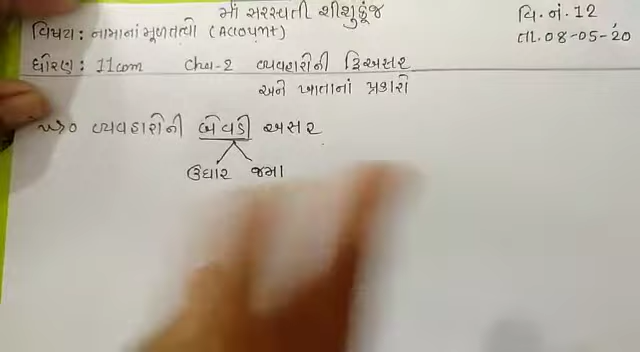 માં સરસ્વતી શીશુકુંજ
વિ.નં.12
વિષય: નામાનાં મૂળતત્વો (Account)
તા.08-05-20
ધોરણ: 11com Cha-2 વ્યવહારોની દ્વિઅસર
અને ખાતાનાં પ્રકારો
વ્યવહારોની બેવડી અસર
ઉધાર જમા